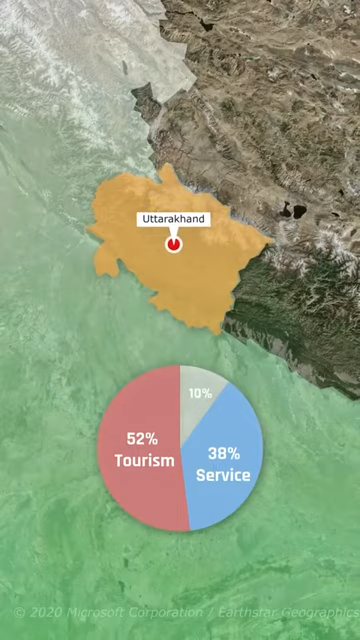 Uttarakhand
10%
52%
Tourism
38%
Service
© 2020 Microsoft Corporation / Earthstar Geographics